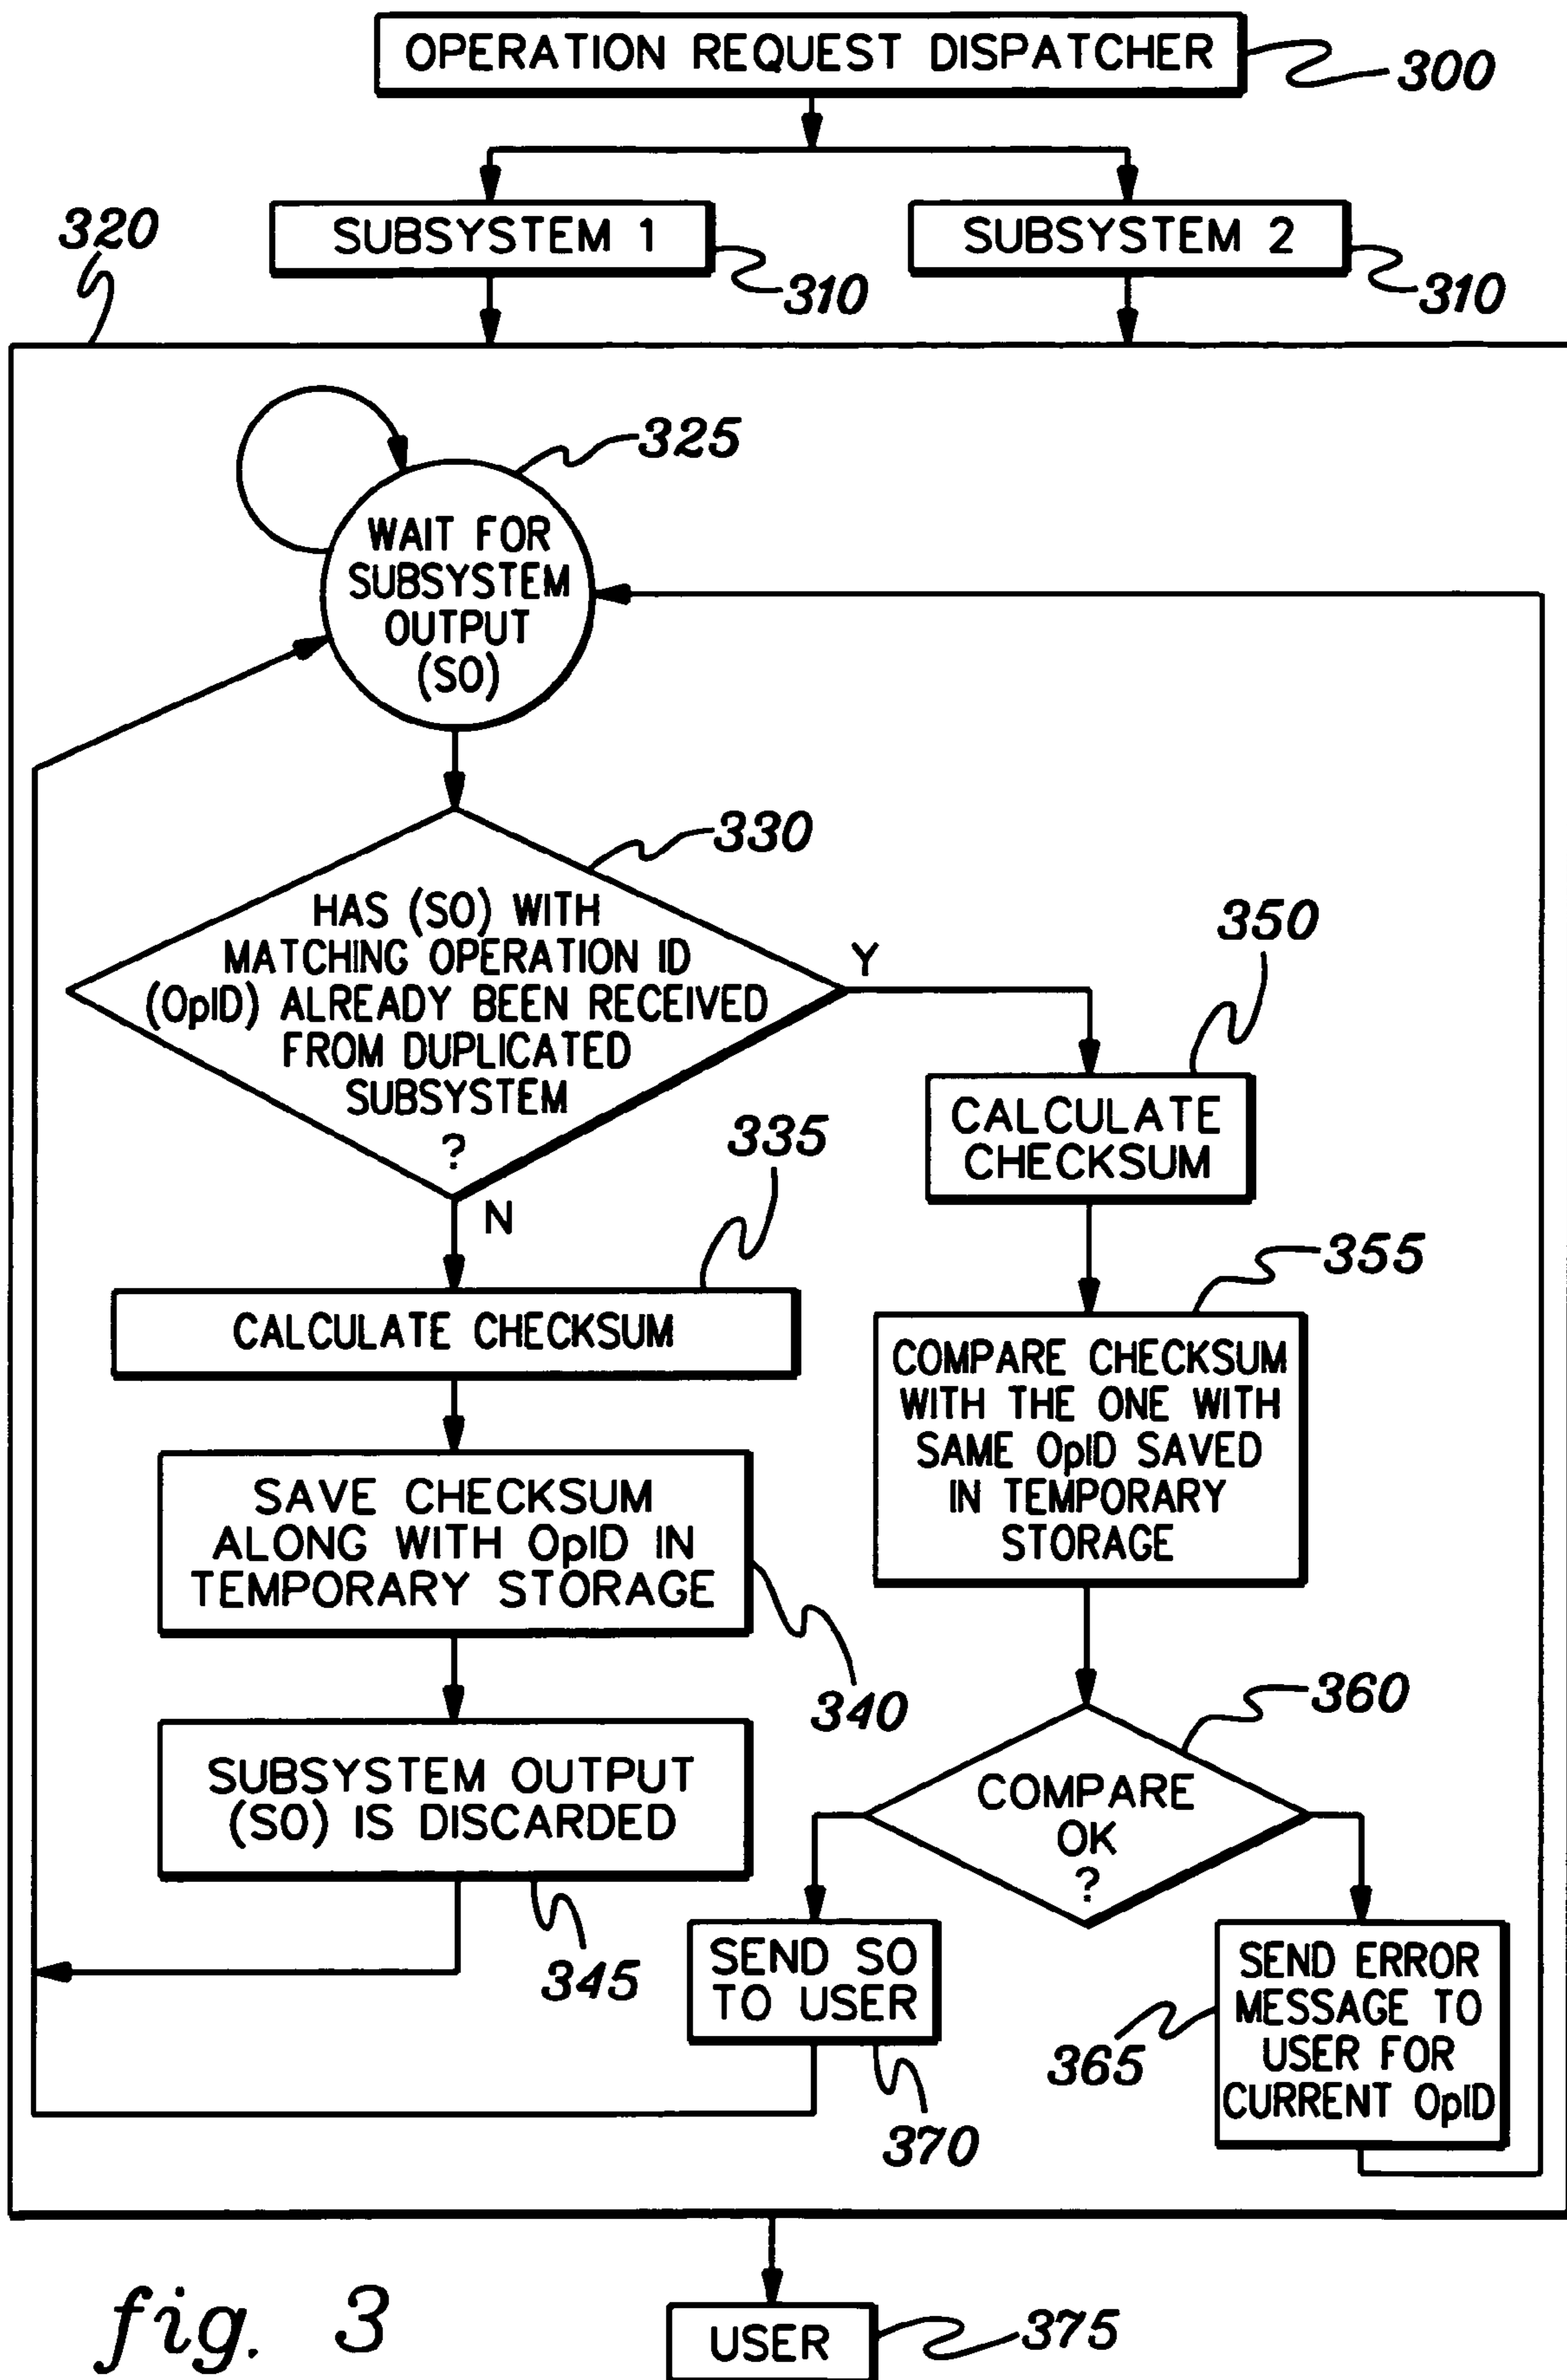 OPERATION REQUEST DISPATCHER
300
320
SUBSYSTEM 1
310
SUBSYSTEM 2
310
325
WAIT FOR
SUBSYSTEM
OUTPUT
(SO)
330
HAS (SO) WITH
MATCHING OPERATION ID
(OpID) ALREADY BEEN RECEIVED
FROM DUPLICATED
SUBSYSTEM
?
Y
N
350
CALCULATE
CHECKSUM
335
CALCULATE CHECKSUM
355
COMPARE CHECKSUM
WITH THE ONE WITH
SAME OpID SAVED
IN TEMPORARY
STORAGE
SAVE CHECKSUM
ALONG WITH OpID IN
TEMPORARY STORAGE
340
360
COMPARE
OK
?
SUBSYSTEM OUTPUT
(SO) IS DISCARDED
345
SEND SO
TO USER
370
SEND ERROR
MESSAGE TO
USER FOR
CURRENT OpID
365
USER
375
fig. 3